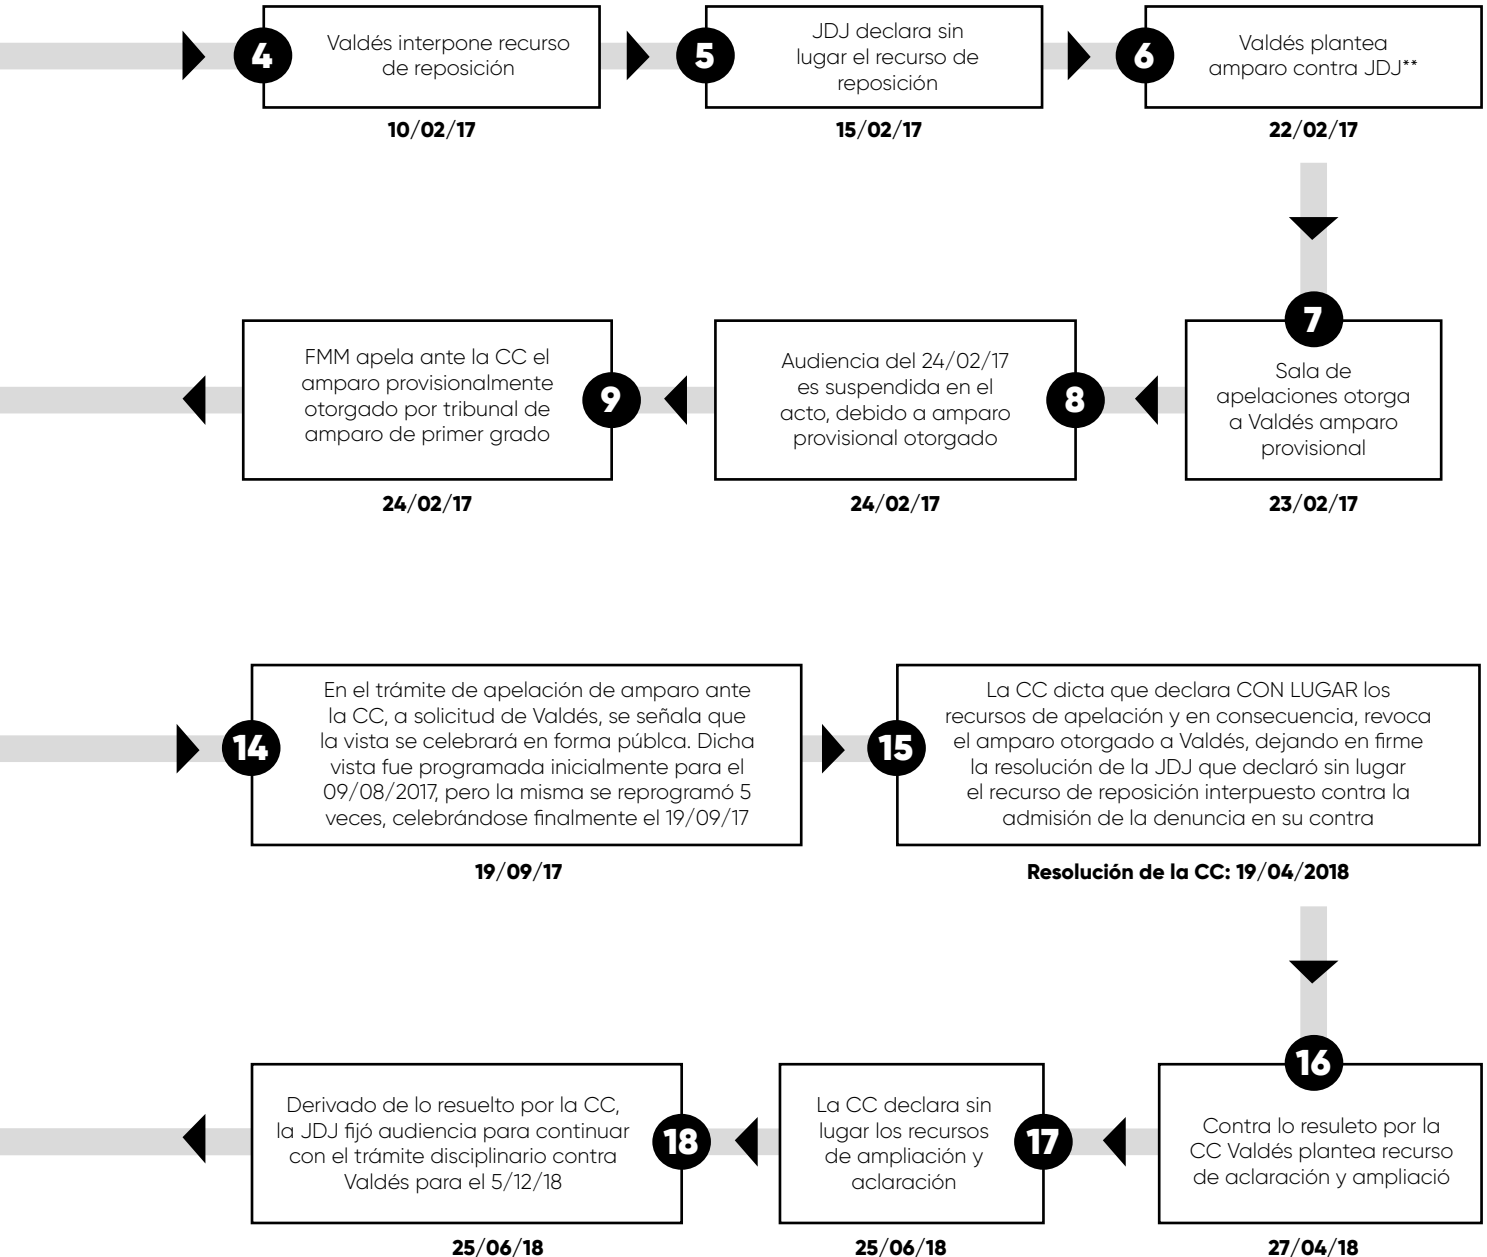 4
Valdés interpone recurso
de reposición
10/02/17
5
JDJ declara sin
lugar el recurso de
reposición
15/02/17
6
Valdés plantea
amparo contra JDJ**
22/02/17
7
Sala de
apelaciones otorga
a Valdés amparo
provisional
23/02/17
8
Audiencia del 24/02/17
es suspendida en el
acto, debido a amparo
provisional otorgado
24/02/17
9
FMM apela ante la CC el
amparo provisionalmente
otorgado por tribunal de
amparo de primer grado
24/02/17
14
En el trámite de apelación de amparo ante
la CC, a solicitud de Valdés, se señala que
la vista se celebrará en forma públca. Dicha
vista fue programada inicialmente para el
09/08/2017, pero la misma se reprogramó 5
veces, celebrándose finalmente el 19/09/17
19/09/17
15
La CC dicta que declara CON LUGAR los
recursos de apelación y en consecuencia, revoca
el amparo otorgado a Valdés, dejando en firme
la resolución de la JDJ que declaró sin lugar
el recurso de reposición interpuesto contra la
admisión de la denuncia en su contra
Resolución de la CC: 19/04/2018
16
Contra lo resuleto por la
CC Valdés plantea recurso
de aclaración y ampliació
27/04/18
17
La CC declara sin
lugar los recursos
de ampliación y
aclaración
25/06/18
18
Derivado de lo resuelto por la CC,
la JDJ fijó audiencia para continuar
con el trámite disciplinario contra
Valdés para el 5/12/18
25/06/18